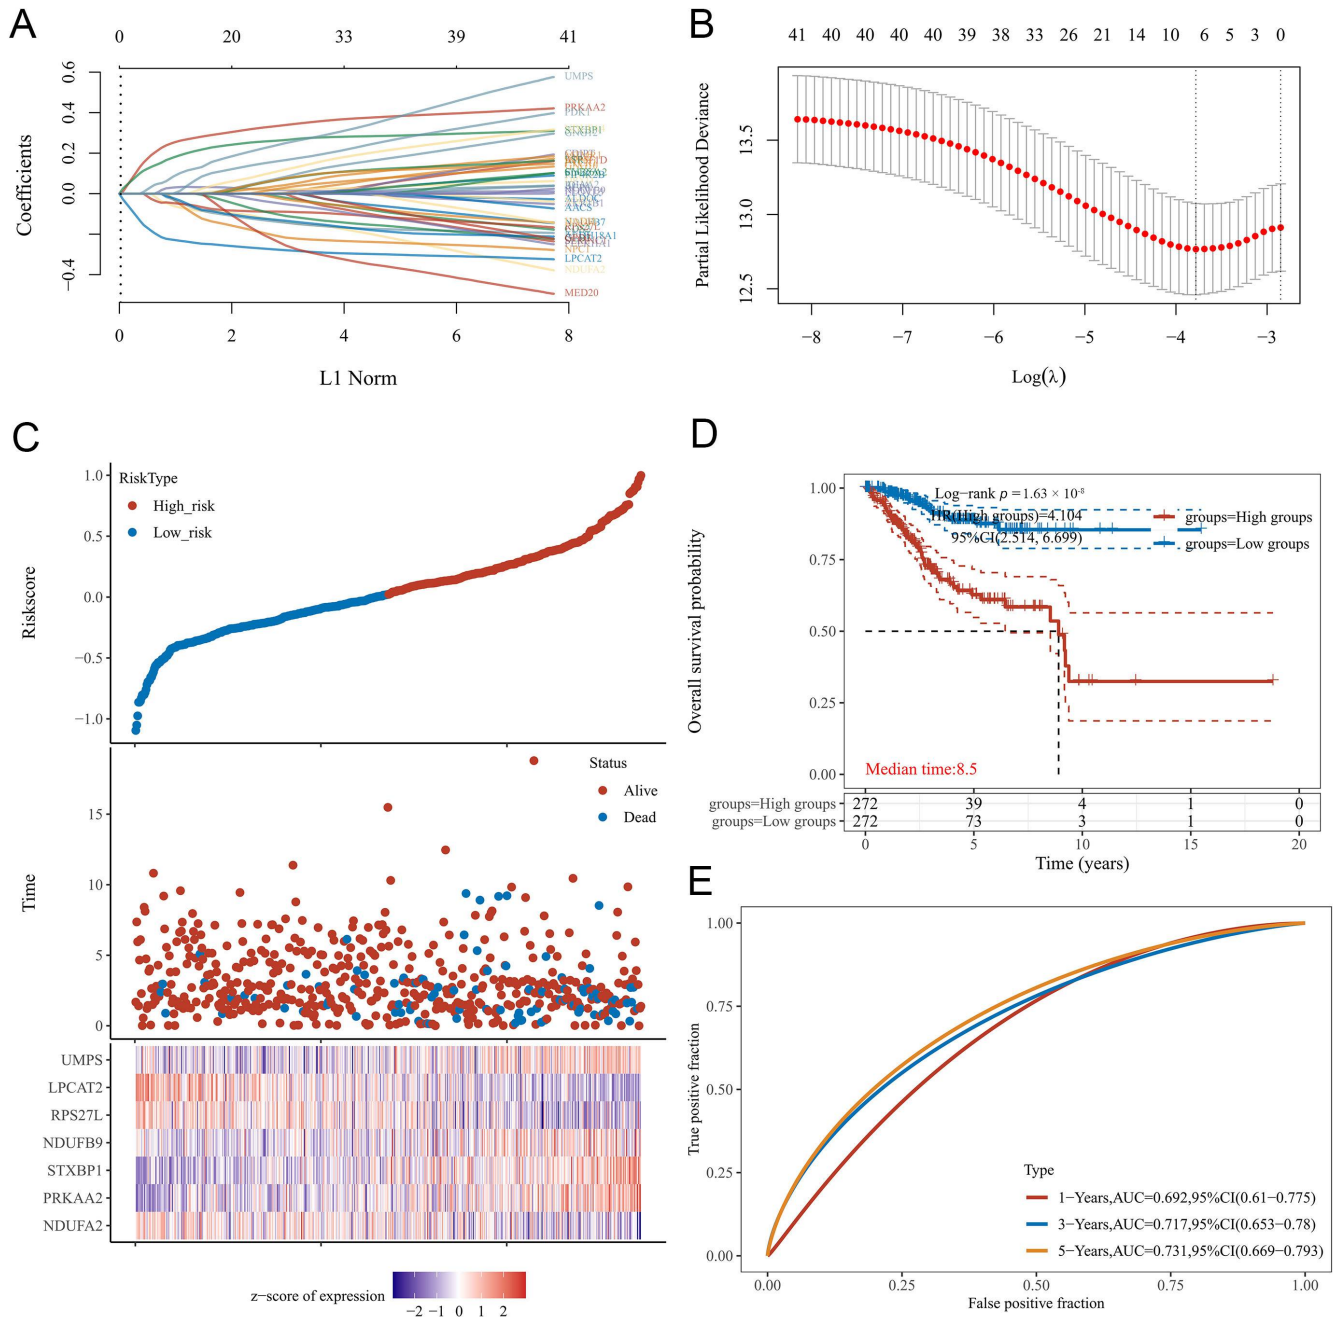 A
0 20 33 39 41
0.6
0.4
0.2
0.0
−0.4
Coefficients
UMPS
PRKAA2
PDK1
STXBP1
ALDOC
AACS
NPC1
LPCAT2
NDUFA2
MED20
0 2 4 6 8
L1 Norm
B
41 40 40 40 40 39 38 33 26 21 14 10 6 5 3 0
Partial Likelihood Deviance
13.5
13.0
12.5
−8 −7 −6 −5 −4 −3
Log(λ)
C
RiskType
High_risk
Low_risk
Riskscore
1.0
0.5
0.0
−0.5
−1.0
Status
Alive
Dead
Time
15
10
5
0
UMPS
LPCAT2
RPS27L
NDUFB9
STXBP1
PRKAA2
NDUFA2
z−score of expression
−2 −1 0 1 2
D
Overall survival probability
1.00
0.75
0.50
0.25
0.00
Log−rank p = 1.63 × 10⁻⁸
HR(High groups)=4.104
95%CI(2.514, 6.699)
groups=High groups
groups=Low groups
Median time:8.5
groups=High groups 272 39 4 1 0
groups=Low groups 272 73 3 1 0
0 5 10 15 20
Time (years)
E
True positive fraction
1.00
0.75
0.50
0.25
0.00
Type
1−Years,AUC=0.692,95%CI(0.61−0.775)
3−Years,AUC=0.717,95%CI(0.653−0.78)
5−Years,AUC=0.731,95%CI(0.669−0.793)
0.00 0.25 0.50 0.75 1.00
False positive fraction